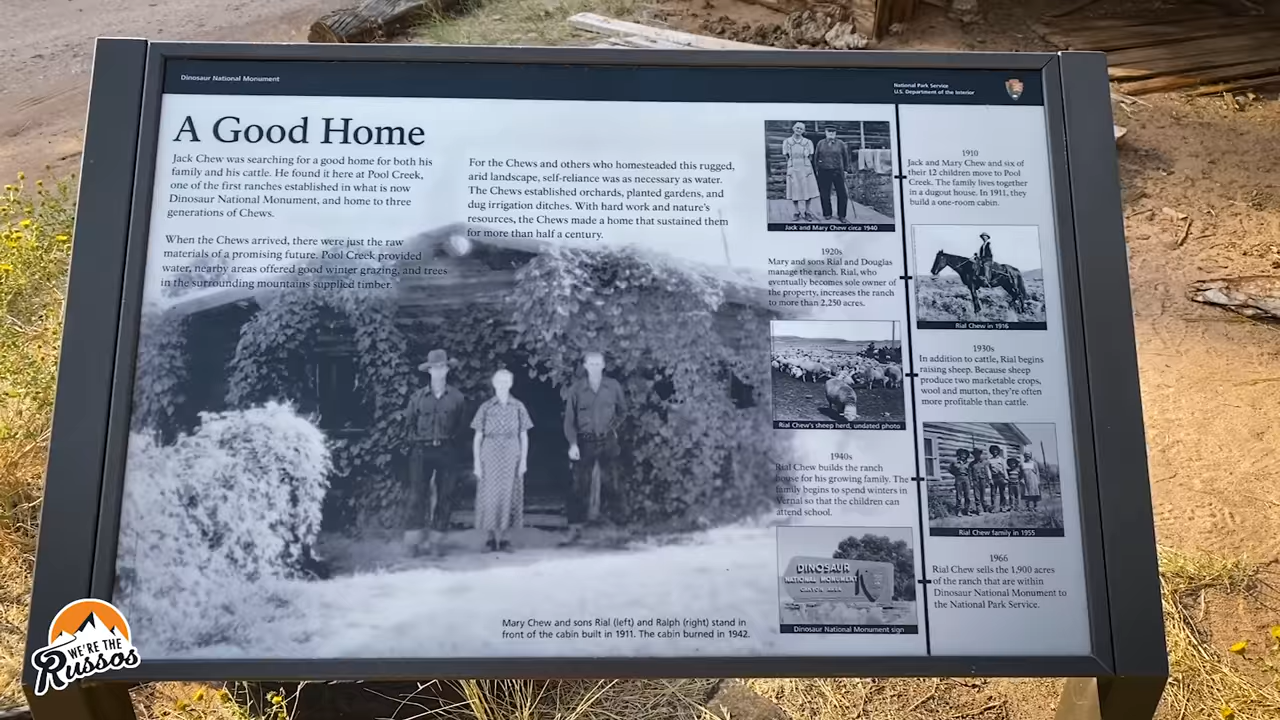 Dinosaur National Monument
National Park Service
U.S. Department of the Interior
A Good Home
Jack Chew was searching for a good home for both his
family and his cattle. He found it here at Pool Creek,
one of the first ranches established in what is now
Dinosaur National Monument, and home to three
generations of Chews.
When the Chews arrived, there were just the raw
materials of a promising future. Pool Creek provided
water, nearby areas offered good winter grazing, and trees
in the surrounding mountains supplied timber.
For the Chews and others who homesteaded this rugged,
arid landscape, self-reliance was as necessary as water.
The Chews established orchards, planted gardens, and
dug irrigation ditches. With hard work and nature's
resources, the Chews made a home that sustained them
for more than half a century.
Mary Chew and sons Rial (left) and Ralph (right) stand in
front of the cabin built in 1911. The cabin burned in 1942.
Jack and Mary Chew circa 1940
1910
Jack and Mary Chew and six of
their 12 children move to Pool
Creek. The family lives together
in a dugout house. In 1911, they
build a one-room cabin.
1920s
Mary and sons Rial and Douglas
manage the ranch. Rial, who
eventually becomes sole owner of
the property, increases the ranch
to more than 2,250 acres.
Rial Chew in 1916
1930s
In addition to cattle, Rial begins
raising sheep. Because sheep
produce two marketable crops,
wool and mutton, they're often
more profitable than cattle.
Rial Chew's sheep herd, undated photo
1940s
Rial Chew builds the ranch
house for his growing family. The
family begins to spend winters in
Vernal so that the children can
attend school.
Rial Chew family in 1955
DINOSAUR
NATIONAL MONUMENT
CANYON AREA
Dinosaur National Monument sign
1966
Rial Chew sells the 1,900 acres
of the ranch that are within
Dinosaur National Monument to
the National Park Service.
WE'RE THE
Russos